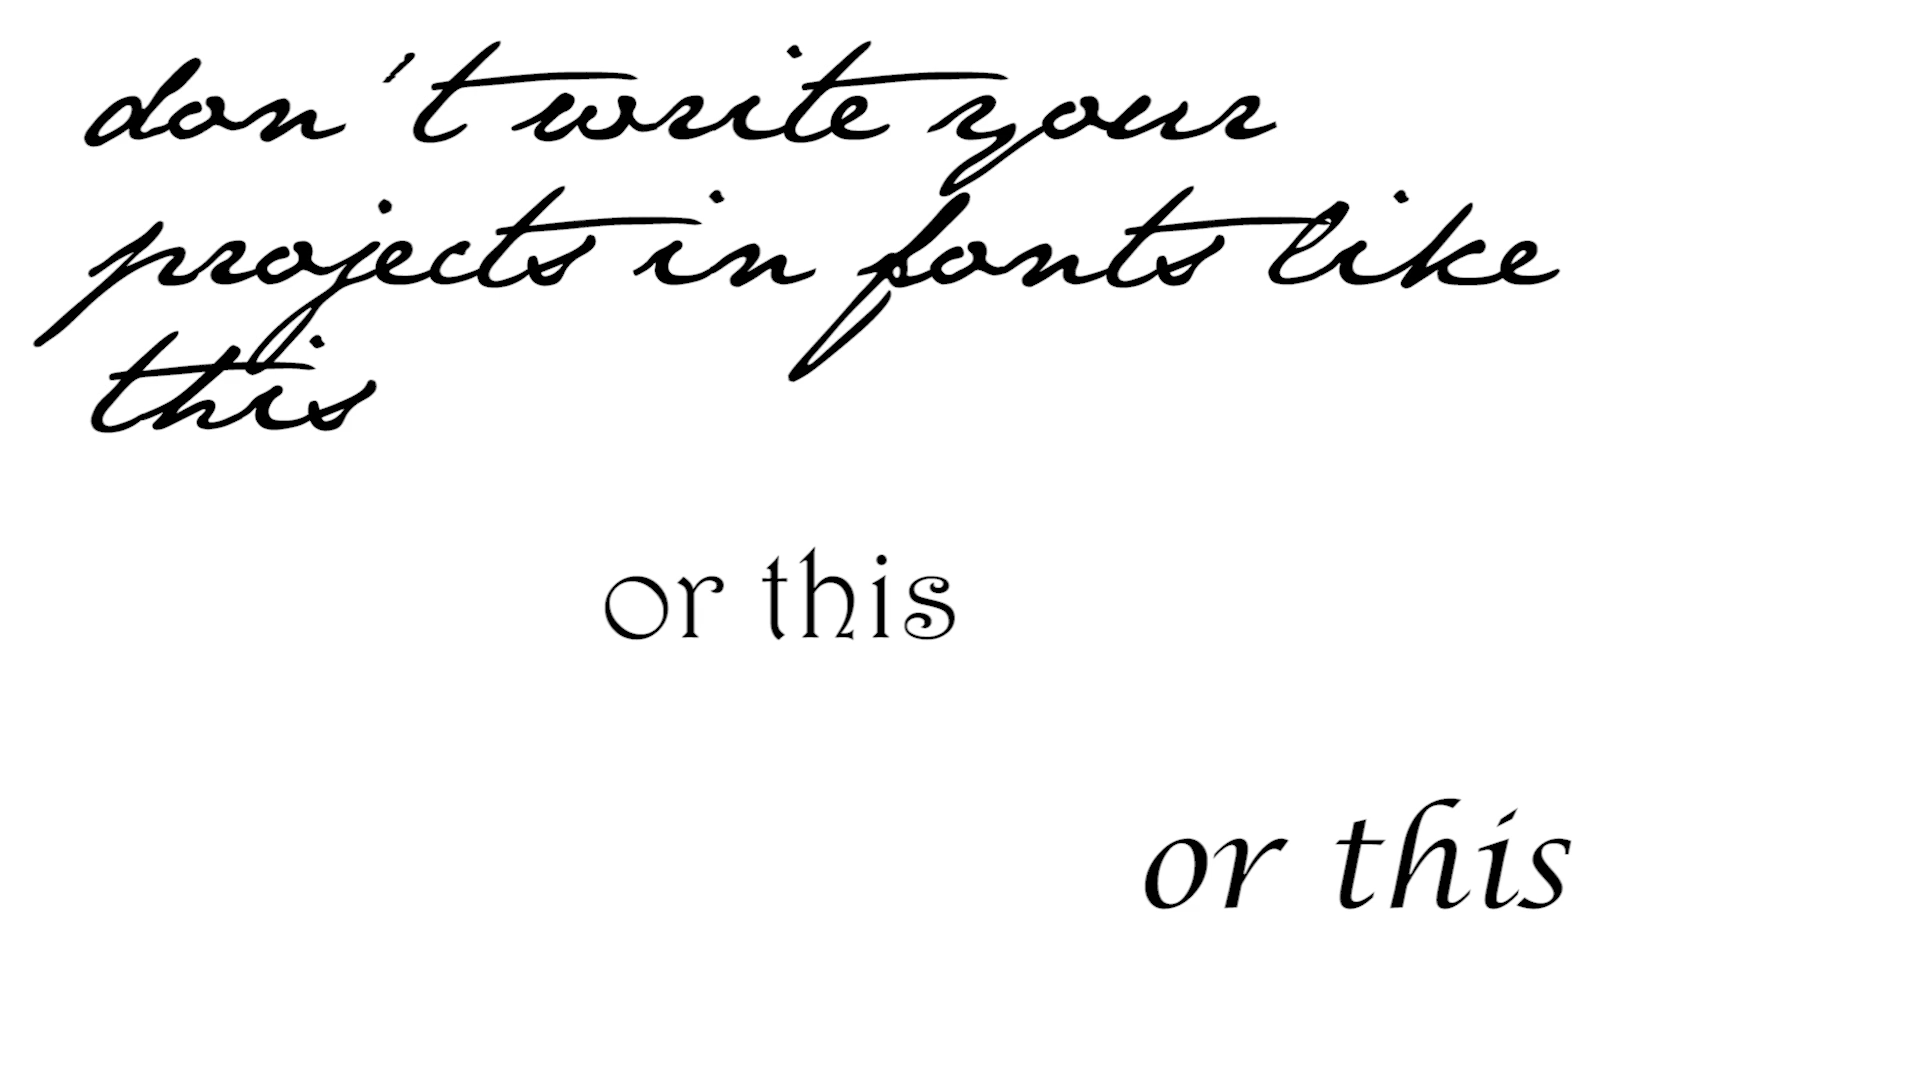 don't write your
projects in fonts like
this
or this
or this